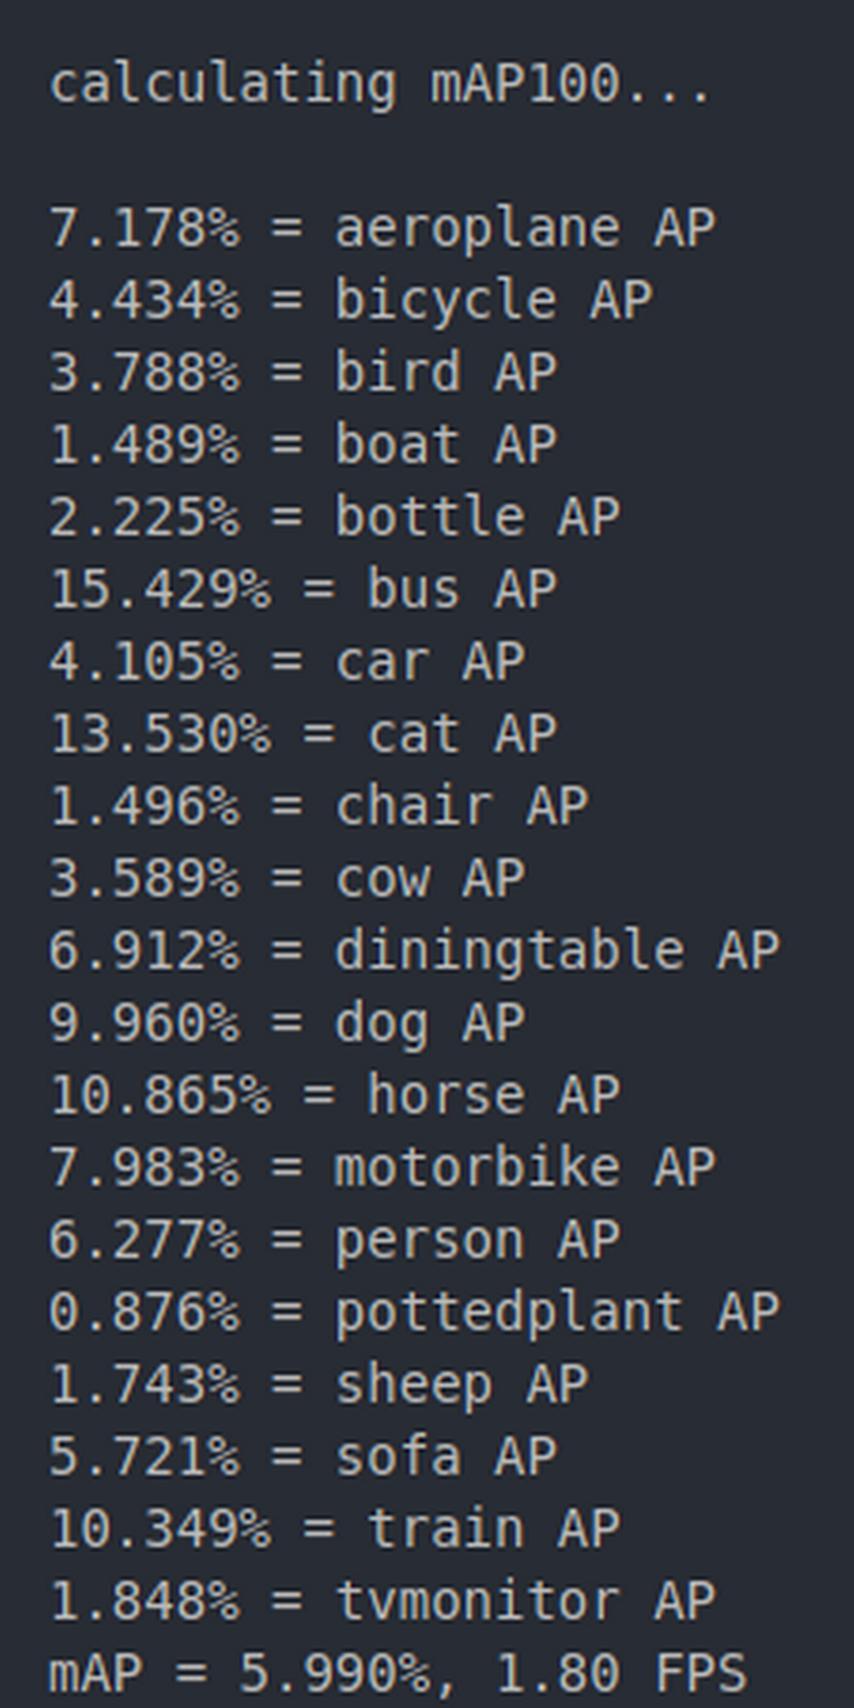 calculating mAP100...
7.178% = aeroplane AP
4.434% = bicycle AP
3.788% = bird AP
1.489% = boat AP
2.225% = bottle AP
15.429% = bus AP
4.105% = car AP
13.530% = cat AP
1.496% = chair AP
3.589% = cow AP
6.912% = diningtable AP
9.960% = dog AP
10.865% = horse AP
7.983% = motorbike AP
6.277% = person AP
0.876% = pottedplant AP
1.743% = sheep AP
5.721% = sofa AP
10.349% = train AP
1.848% = tvmonitor AP
mAP = 5.990%, 1.80 FPS